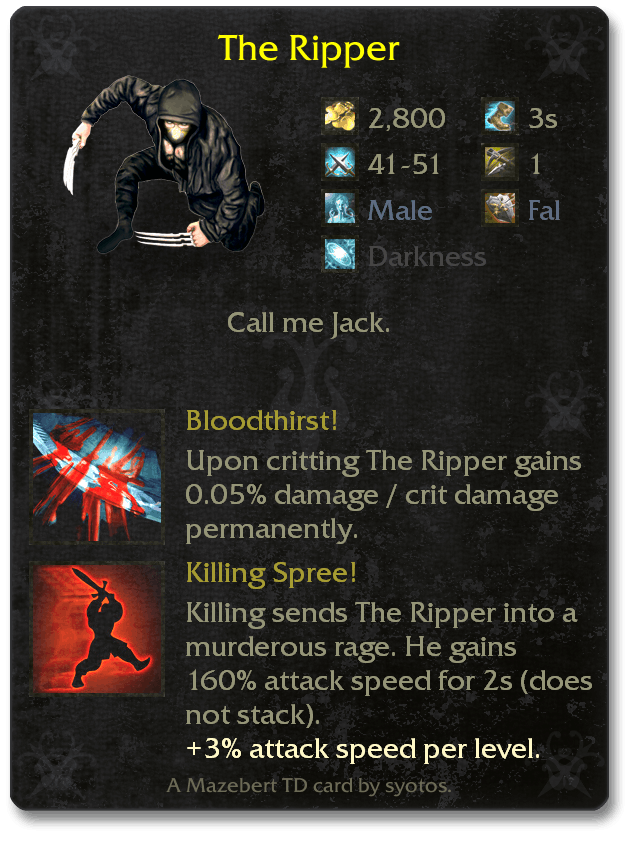 The Ripper
2,800 3s
41-51 1
Male Fal
Darkness
Call me Jack.
Bloodthirst!
Upon critting The Ripper gains
0.05% damage / crit damage
permanently.
Killing Spree!
Killing sends The Ripper into a
murderous rage. He gains
160% attack speed for 2s (does
not stack).
+3% attack speed per level.
A Mazebert TD card by syotos.